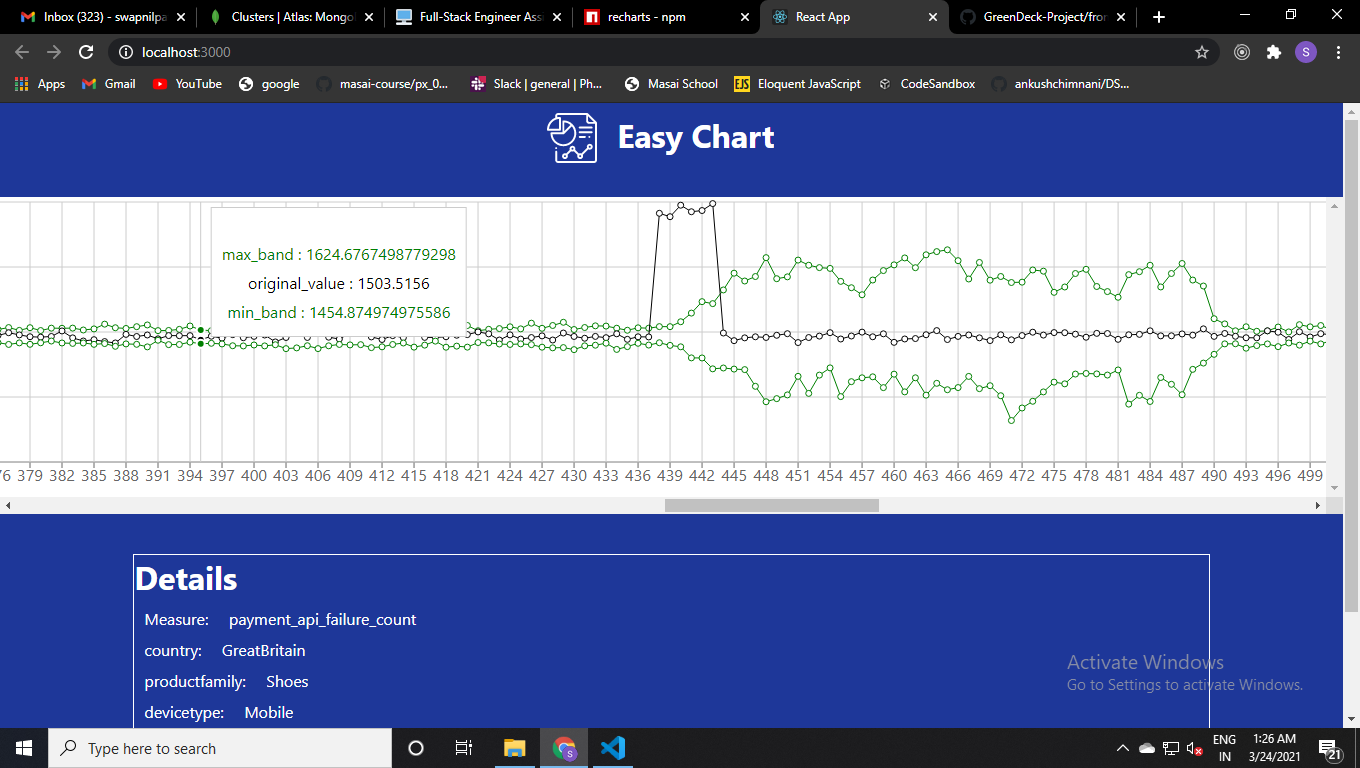 Inbox (323) - swapnilpa
Clusters | Atlas: Mongo
Full-Stack Engineer Ass
recharts - npm
React App
GreenDeck-Project/fror
localhost:3000
S
Apps
Gmail
YouTube
google
masai-course/px_0...
Slack | general | Ph...
Masai School
EJS
Eloquent JavaScript
CodeSandbox
ankushchimnani/DS...
Easy Chart
max_band : 1624.6767498779298
original_value : 1503.5156
min_band : 1454.874974975586
76 379 382 385 388 391 394 397 400 403 406 409 412 415 418 421 424 427 430 433 436 439 442 445 448 451 454 457 460 463 466 469 472 475 478 481 484 487 490 493 496 499
Details
Measure: payment_api_failure_count
country: GreatBritain
productfamily: Shoes
devicetype: Mobile
Activate Windows
Go to Settings to activate Windows.
Type here to search
S
ENG
IN
1:26 AM
3/24/2021
21